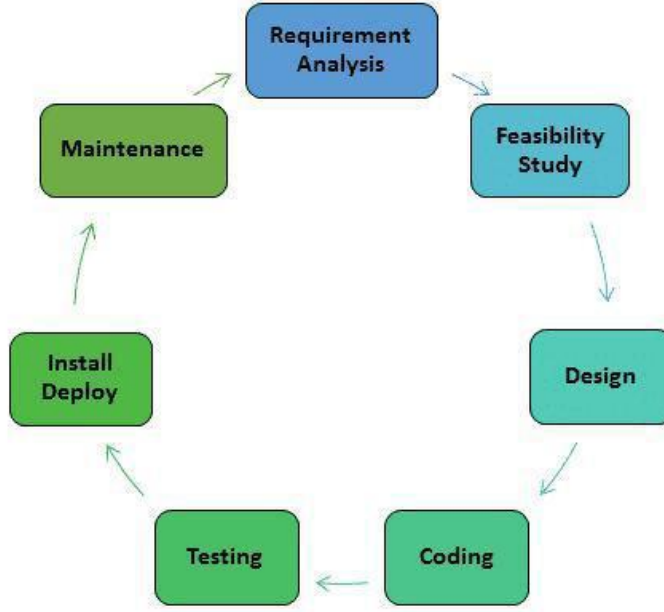 Requirement
Analysis
Feasibility
Study
Design
Coding
Testing
Install
Deploy
Maintenance